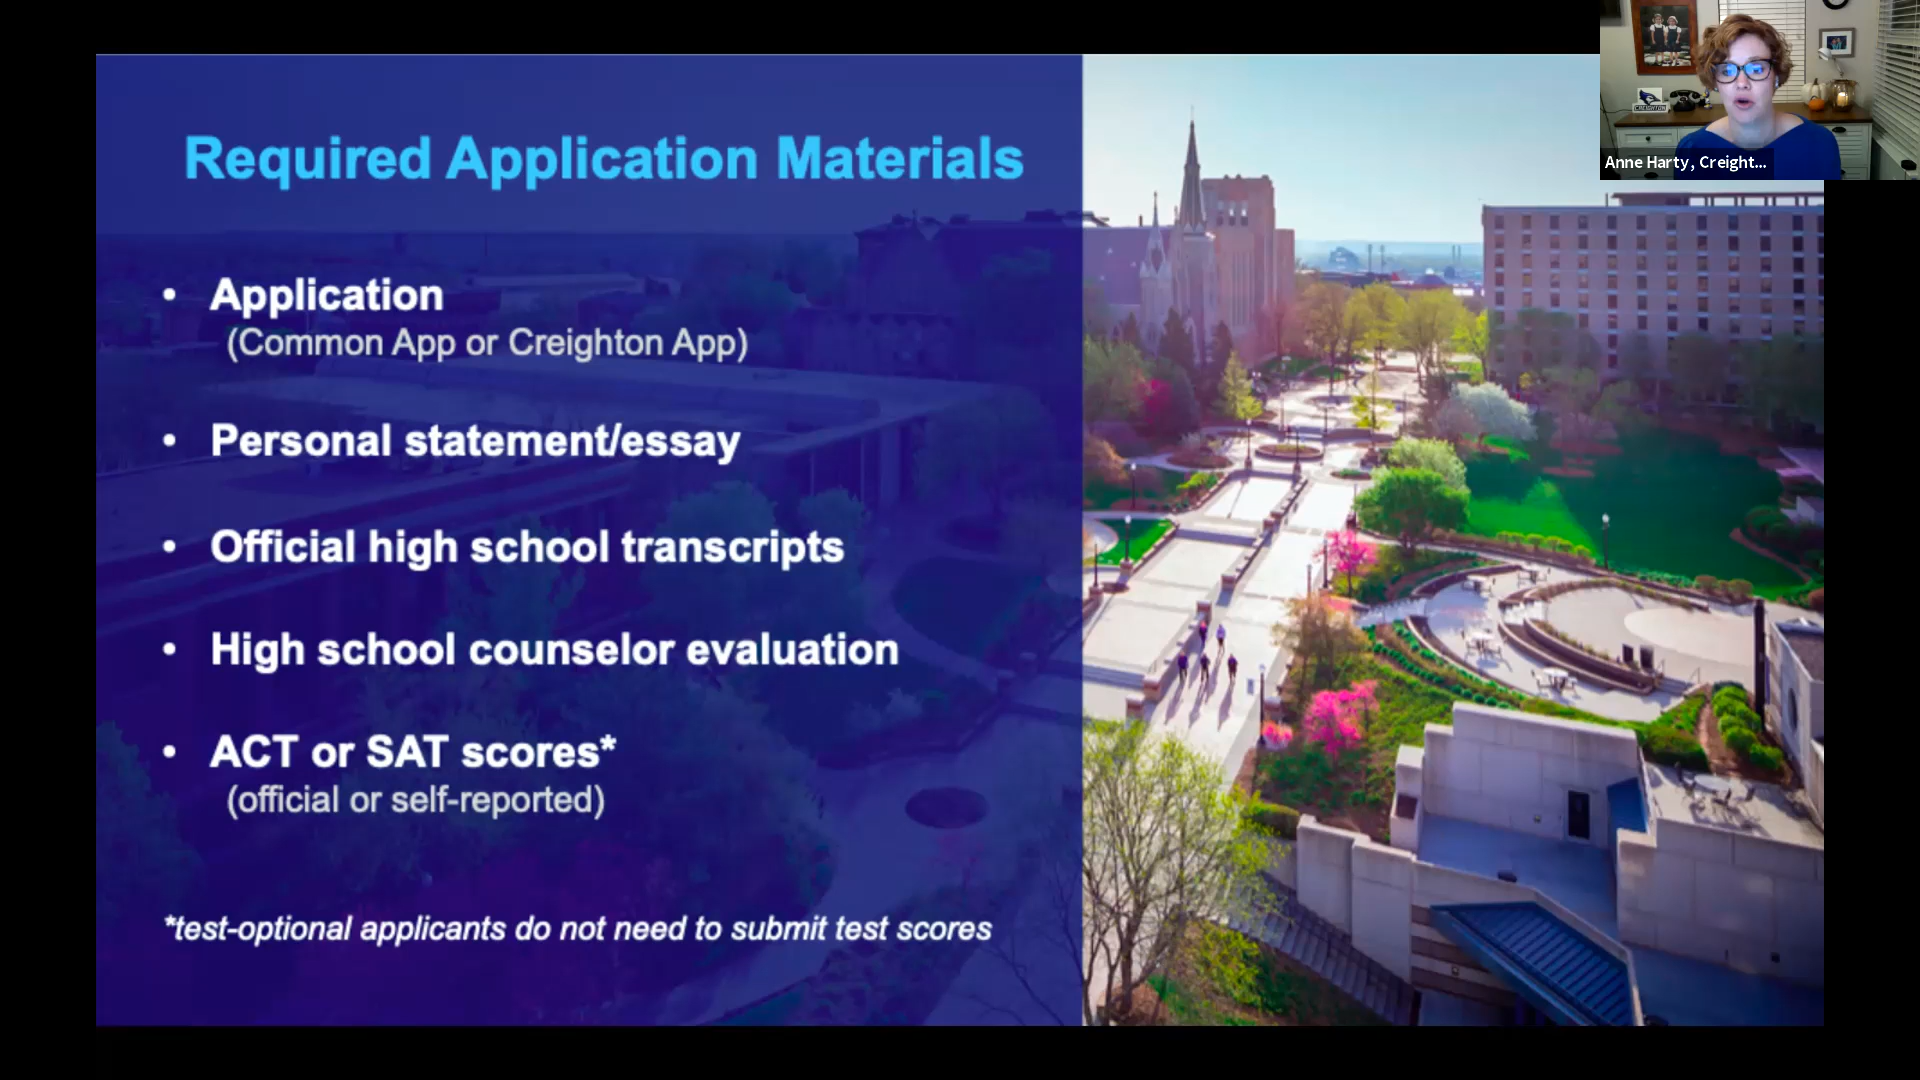 Required Application Materials
• Application
(Common App or Creighton App)
• Personal statement/essay
• Official high school transcripts
• High school counselor evaluation
• ACT or SAT scores*
(official or self-reported)
*test-optional applicants do not need to submit test scores
CREIGHTON
Anne Harty, Creight...